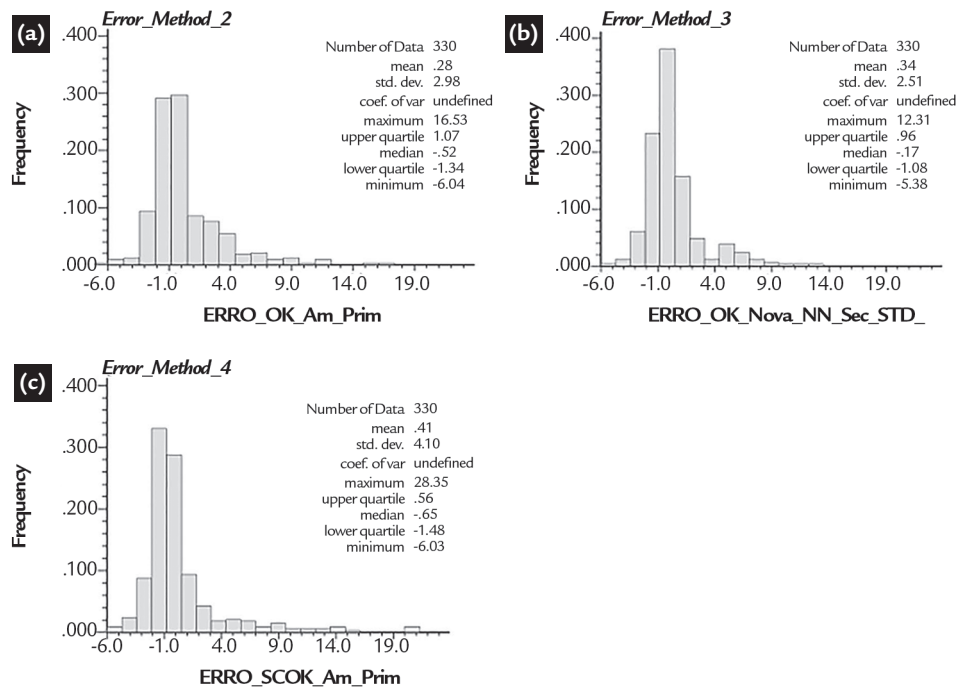 (a)
Error_Method_2
.400
.300
.200
.100
.000
Frequency
Number of Data 330
mean .28
std. dev. 2.98
coef. of var undefined
maximum 16.53
upper quartile 1.07
median -.52
lower quartile -1.34
minimum -6.04
-6.0 -1.0 4.0 9.0 14.0 19.0
ERRO_OK_Am_Prim
(b)
Error_Method_3
.400
.300
.200
.100
.000
Frequency
Number of Data 330
mean .34
std. dev. 2.51
coef. of var undefined
maximum 12.31
upper quartile .96
median -.17
lower quartile -1.08
minimum -5.38
-6.0 -1.0 4.0 9.0 14.0 19.0
ERRO_OK_Nova_NN_Sec_STD_
(c)
Error_Method_4
.400
.300
.200
.100
.000
Frequency
Number of Data 330
mean .41
std. dev. 4.10
coef. of var undefined
maximum 28.35
upper quartile .56
median -.65
lower quartile -1.48
minimum -6.03
-6.0 -1.0 4.0 9.0 14.0 19.0
ERRO_SCOK_Am_Prim